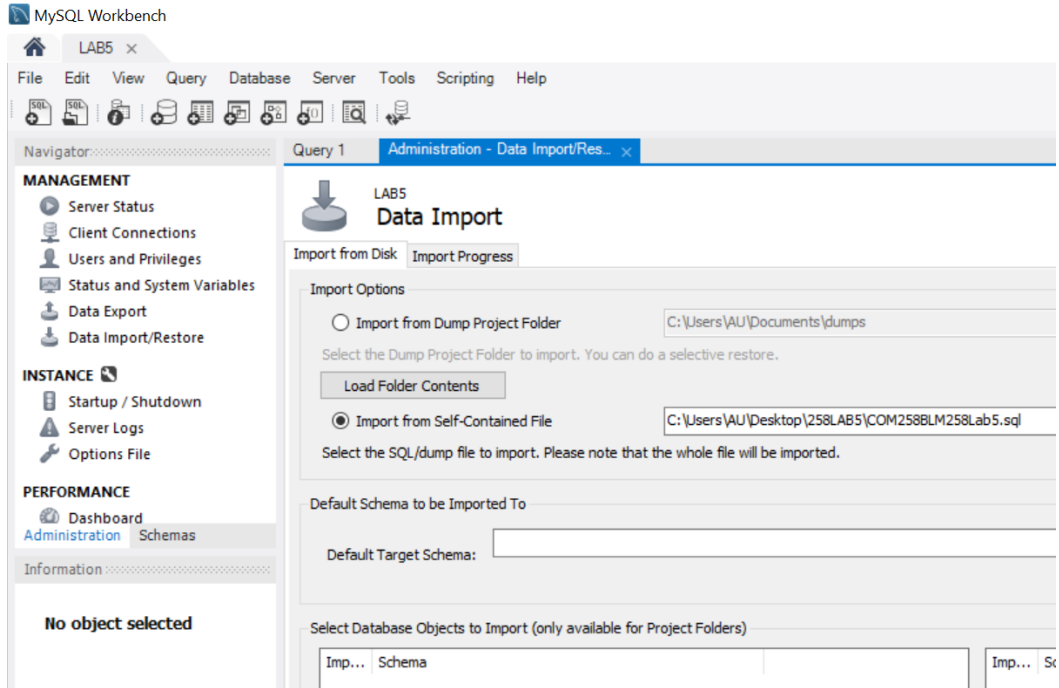 MySQL Workbench
LAB5
File Edit View Query Database Server Tools Scripting Help
SQL SQL
Navigator
MANAGEMENT
Server Status
Client Connections
Users and Privileges
Status and System Variables
Data Export
Data Import/Restore
INSTANCE
Startup / Shutdown
Server Logs
Options File
PERFORMANCE
Dashboard
Administration Schemas
Information
No object selected
Query 1 Administration - Data Import/Res...
LAB5
Data Import
Import from Disk Import Progress
Import Options
Import from Dump Project Folder C:\Users\AU\Documents\dumps
Select the Dump Project Folder to import. You can do a selective restore.
Load Folder Contents
Import from Self-Contained File C:\Users\AU\Desktop\258LAB5\COM258BLM258Lab5.sql
Select the SQL/dump file to import. Please note that the whole file will be imported.
Default Schema to be Imported To
Default Target Schema:
Select Database Objects to Import (only available for Project Folders)
Imp... Schema Imp...